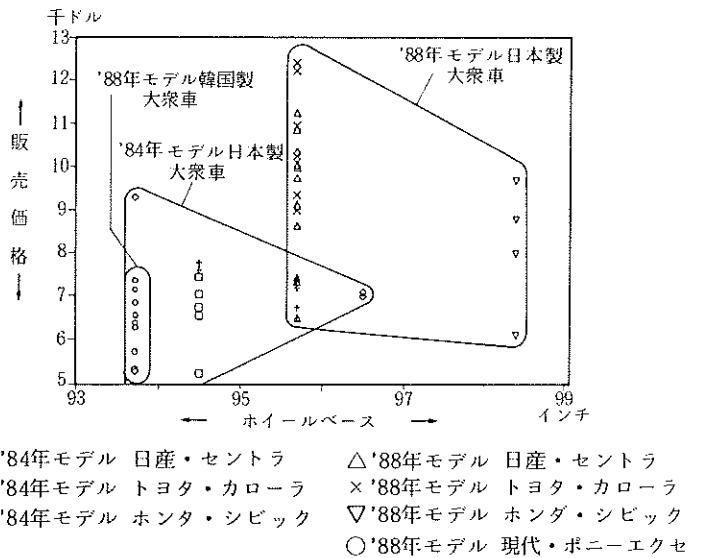 千ドル
13
12
11
10
9
8
7
6
5
販売価格
'88年モデル韓国製
大衆車
'84年モデル日本製
大衆車
'88年モデル日本製
大衆車
93
95
97
99
ホイールベース
インチ
'84年モデル 日産・セントラ
'84年モデル トヨタ・カローラ
'84年モデル ホンダ・シビック
△'88年モデル 日産・セントラ
×'88年モデル トヨタ・カローラ
▽'88年モデル ホンダ・シビック
○'88年モデル 現代・ポニーエクセ